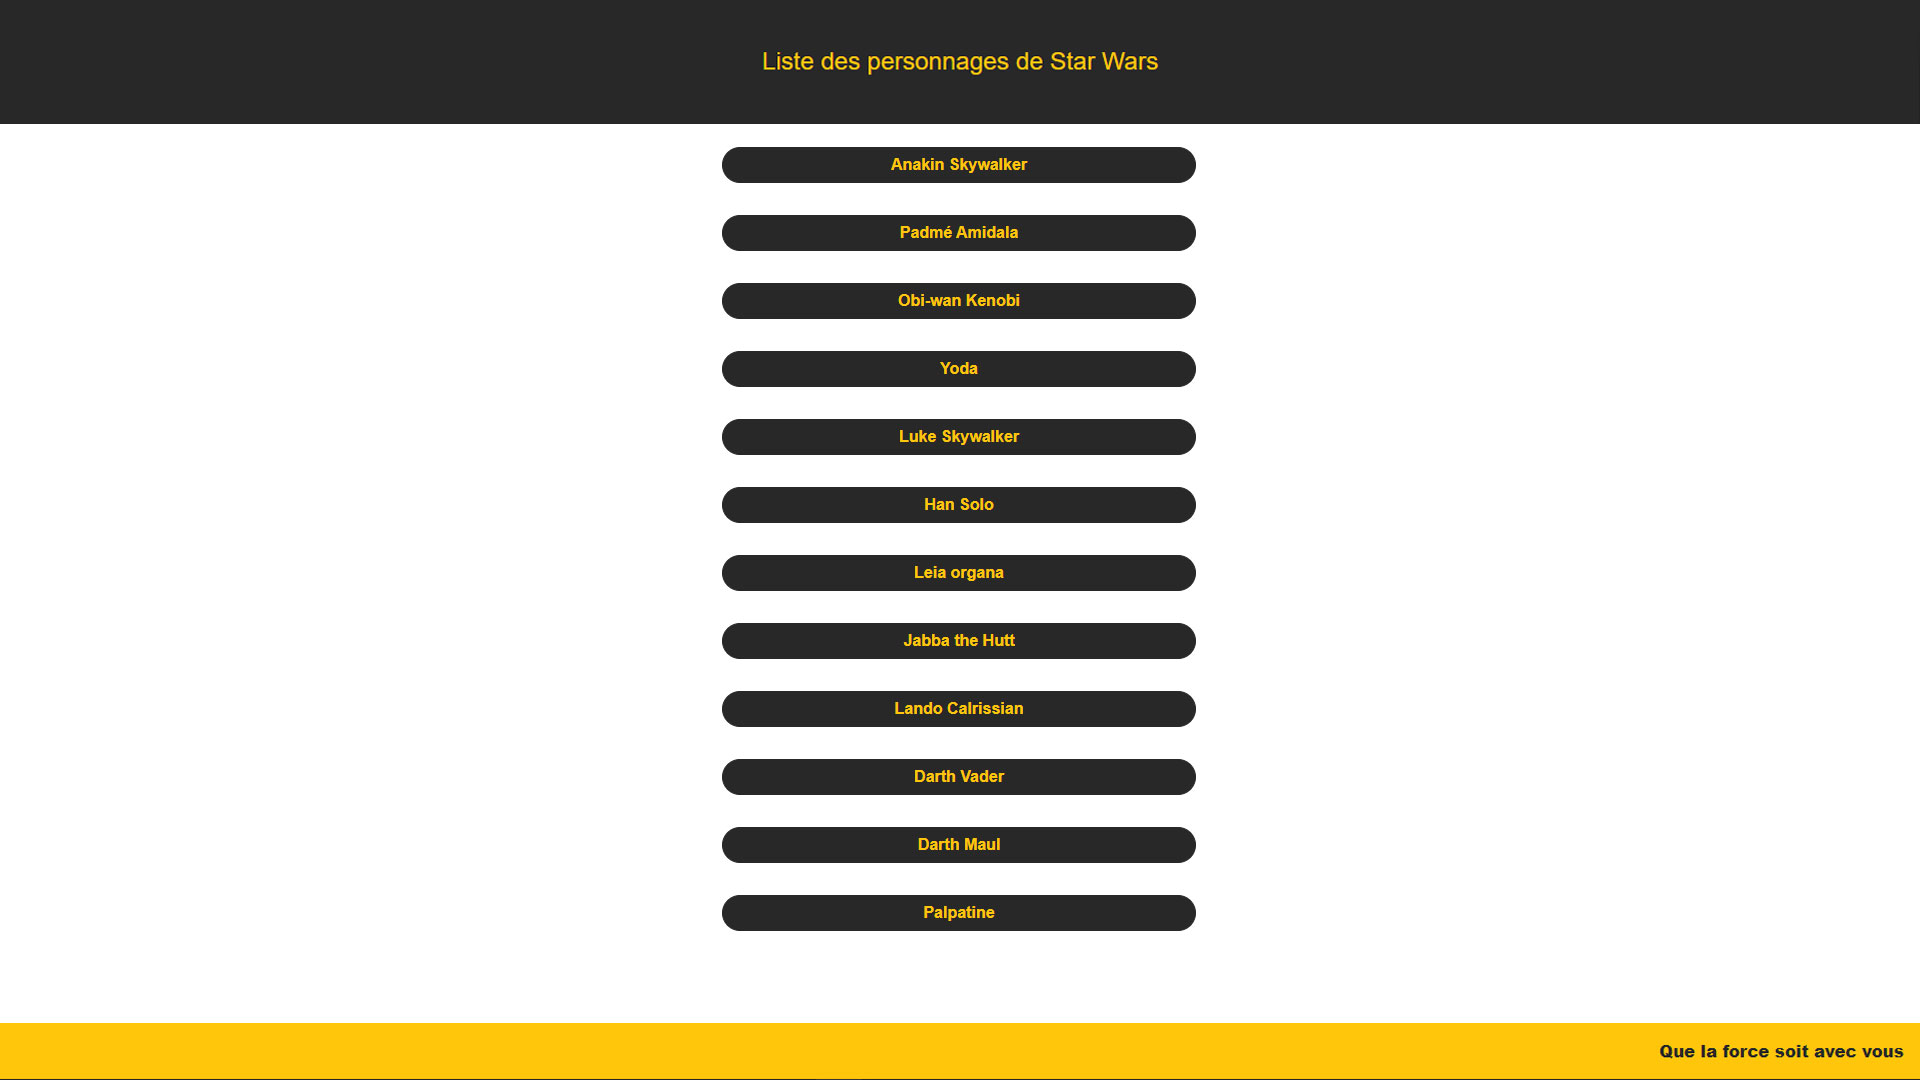 Liste des personnages de Star Wars
Anakin Skywalker
Padmé Amidala
Obi-wan Kenobi
Yoda
Luke Skywalker
Han Solo
Leia organa
Jabba the Hutt
Lando Calrissian
Darth Vader
Darth Maul
Palpatine
Que la force soit avec vous